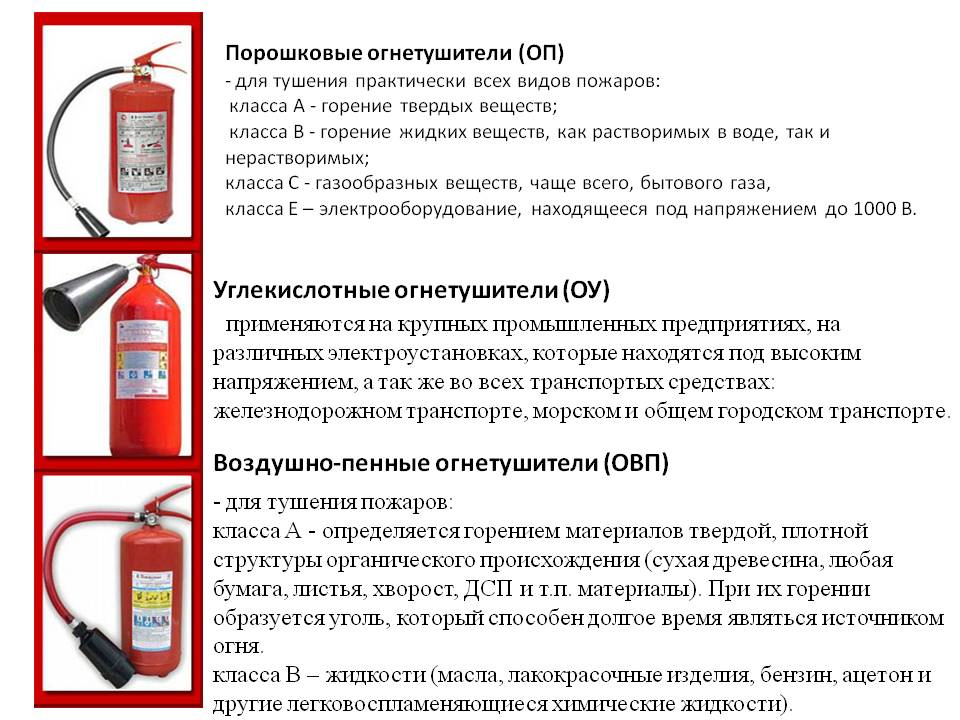 Порошковые огнетушители (ОП)
- для тушения практически всех видов пожаров:
класса А - горение твердых веществ;
класса В - горение жидких веществ, как растворимых в воде, так и
нерастворимых;
класса С - газообразных веществ, чаще всего, бытового газа,
класса Е – электрооборудование, находящееся под напряжением до 1000 В.
Углекислотные огнетушители (ОУ)
применяются на крупных промышленных предприятиях, на
различных электроустановках, которые находятся под высоким
напряжением, а так же во всех транспортых средствах:
железнодорожном транспорте, морском и общем городском транспорте.
Воздушно-пенные огнетушители (ОВП)
- для тушения пожаров:
класса А - определяется горением материалов твердой, плотной
структуры органического происхождения (сухая древесина, любая
бумага, листья, хворост, ДСП и т.п. материалы). При их горении
образуется уголь, который способен долгое время являться источником
огня.
класса В – жидкости (масла, лакокрасочные изделия, бензин, ацетон и
другие легковоспламеняющиеся химические жидкости).